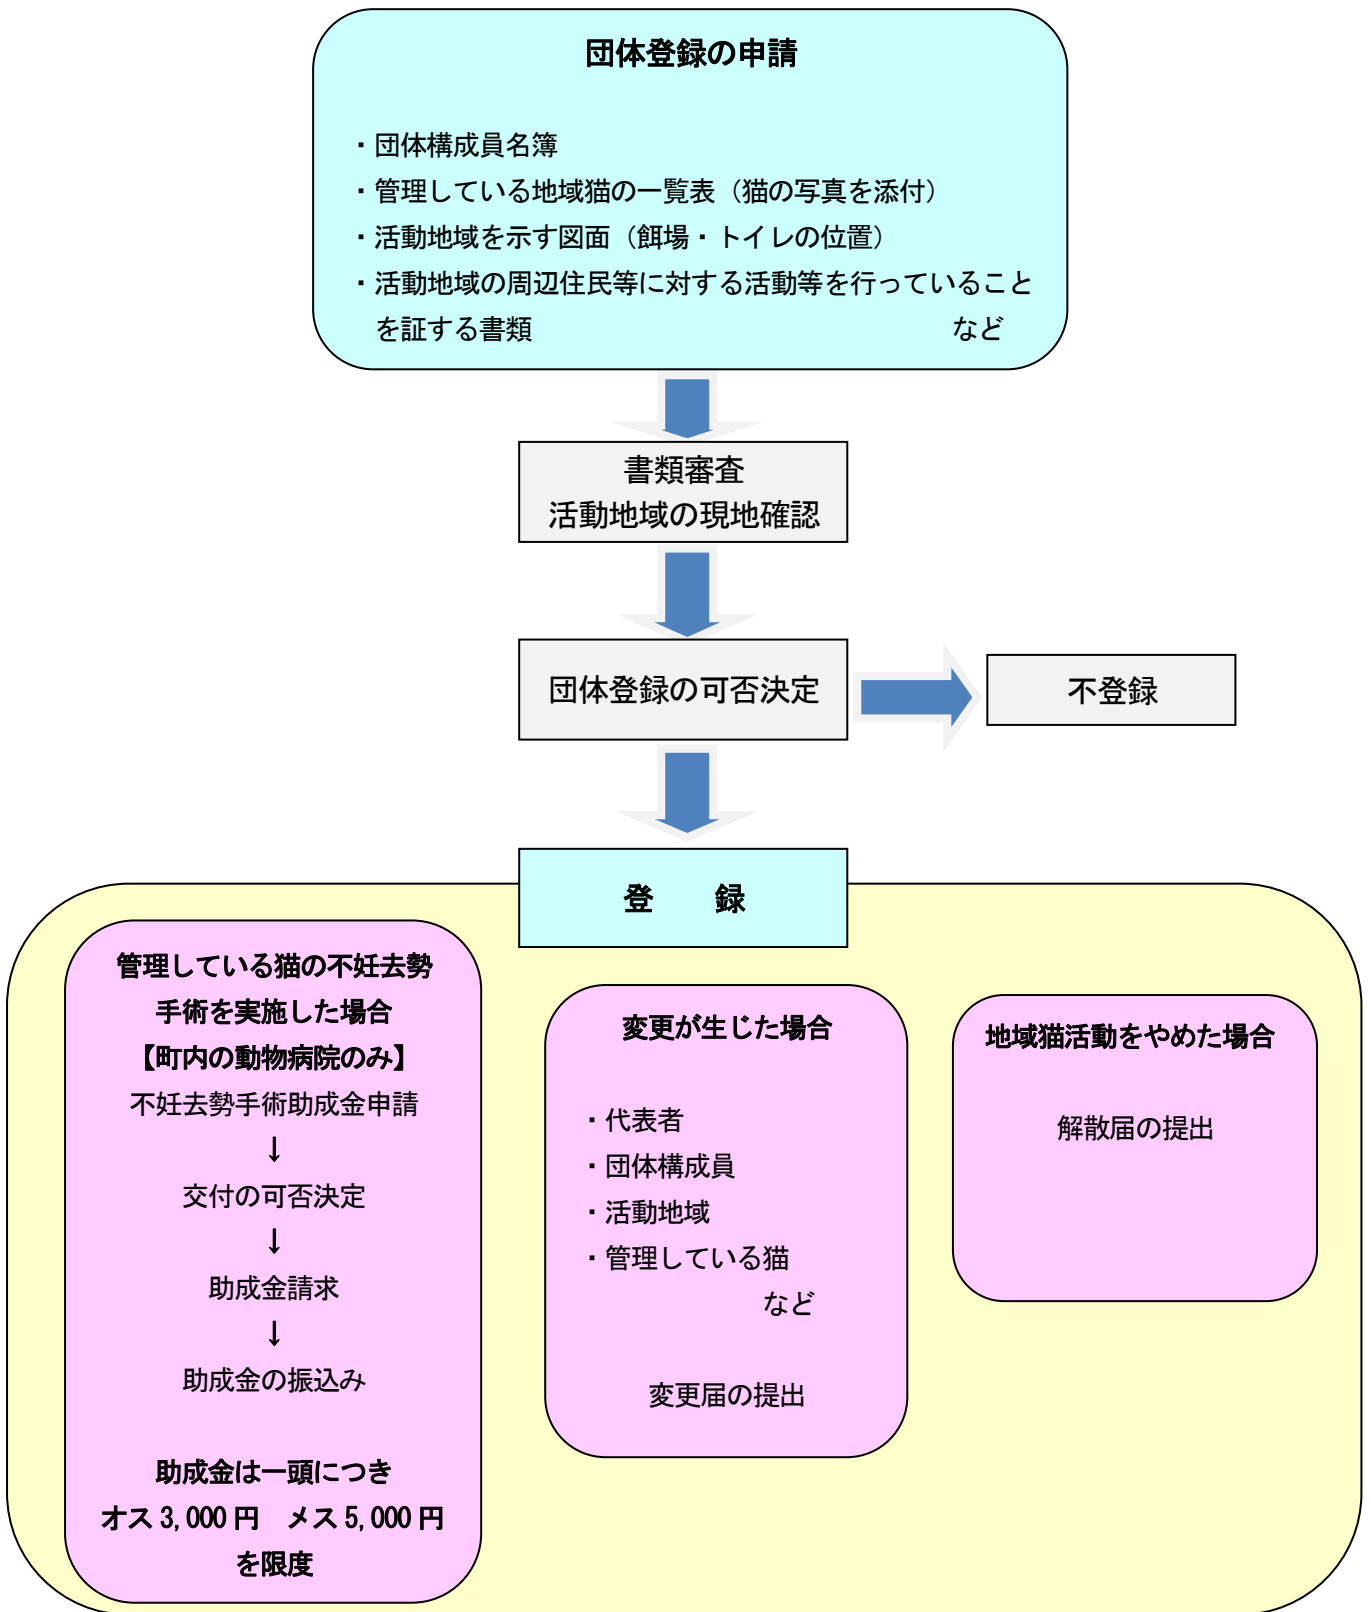 団体登録の申請
・団体構成員名簿
・管理している地域猫の一覧表（猫の写真を添付）
・活動地域を示す図面（餌場・トイレの位置）
・活動地域の周辺住民等に対する活動等を行っていること
を証する書類　　　　　　　　　　　　　　　　など
書類審査
活動地域の現地確認
団体登録の可否決定
不登録
登　　録
管理している猫の不妊去勢
手術を実施した場合
【町内の動物病院のみ】
不妊去勢手術助成金申請
↓
交付の可否決定
↓
助成金請求
↓
助成金の振込み
助成金は一頭につき
オス 3,000 円　メス 5,000 円
を限度
変更が生じた場合
・代表者
・団体構成員
・活動地域
・管理している猫
など
変更届の提出
地域猫活動をやめた場合
解散届の提出